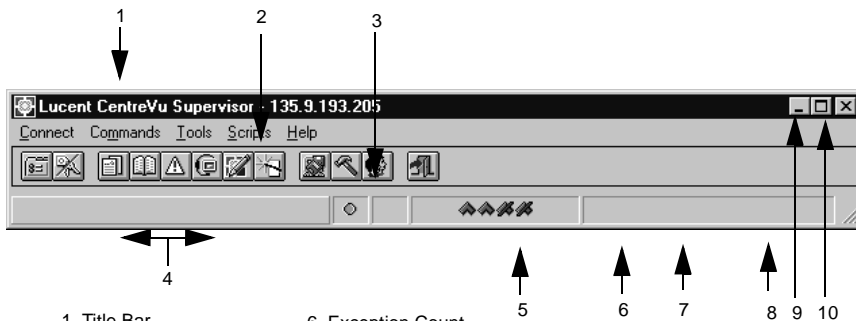 1
2
3
Lucent CentreVu Supervisor - 135.9.193.205
Connect Commands Tools Scripts Help
4
5
6
7
8
9
10
1 Title Bar
6 Exception Count